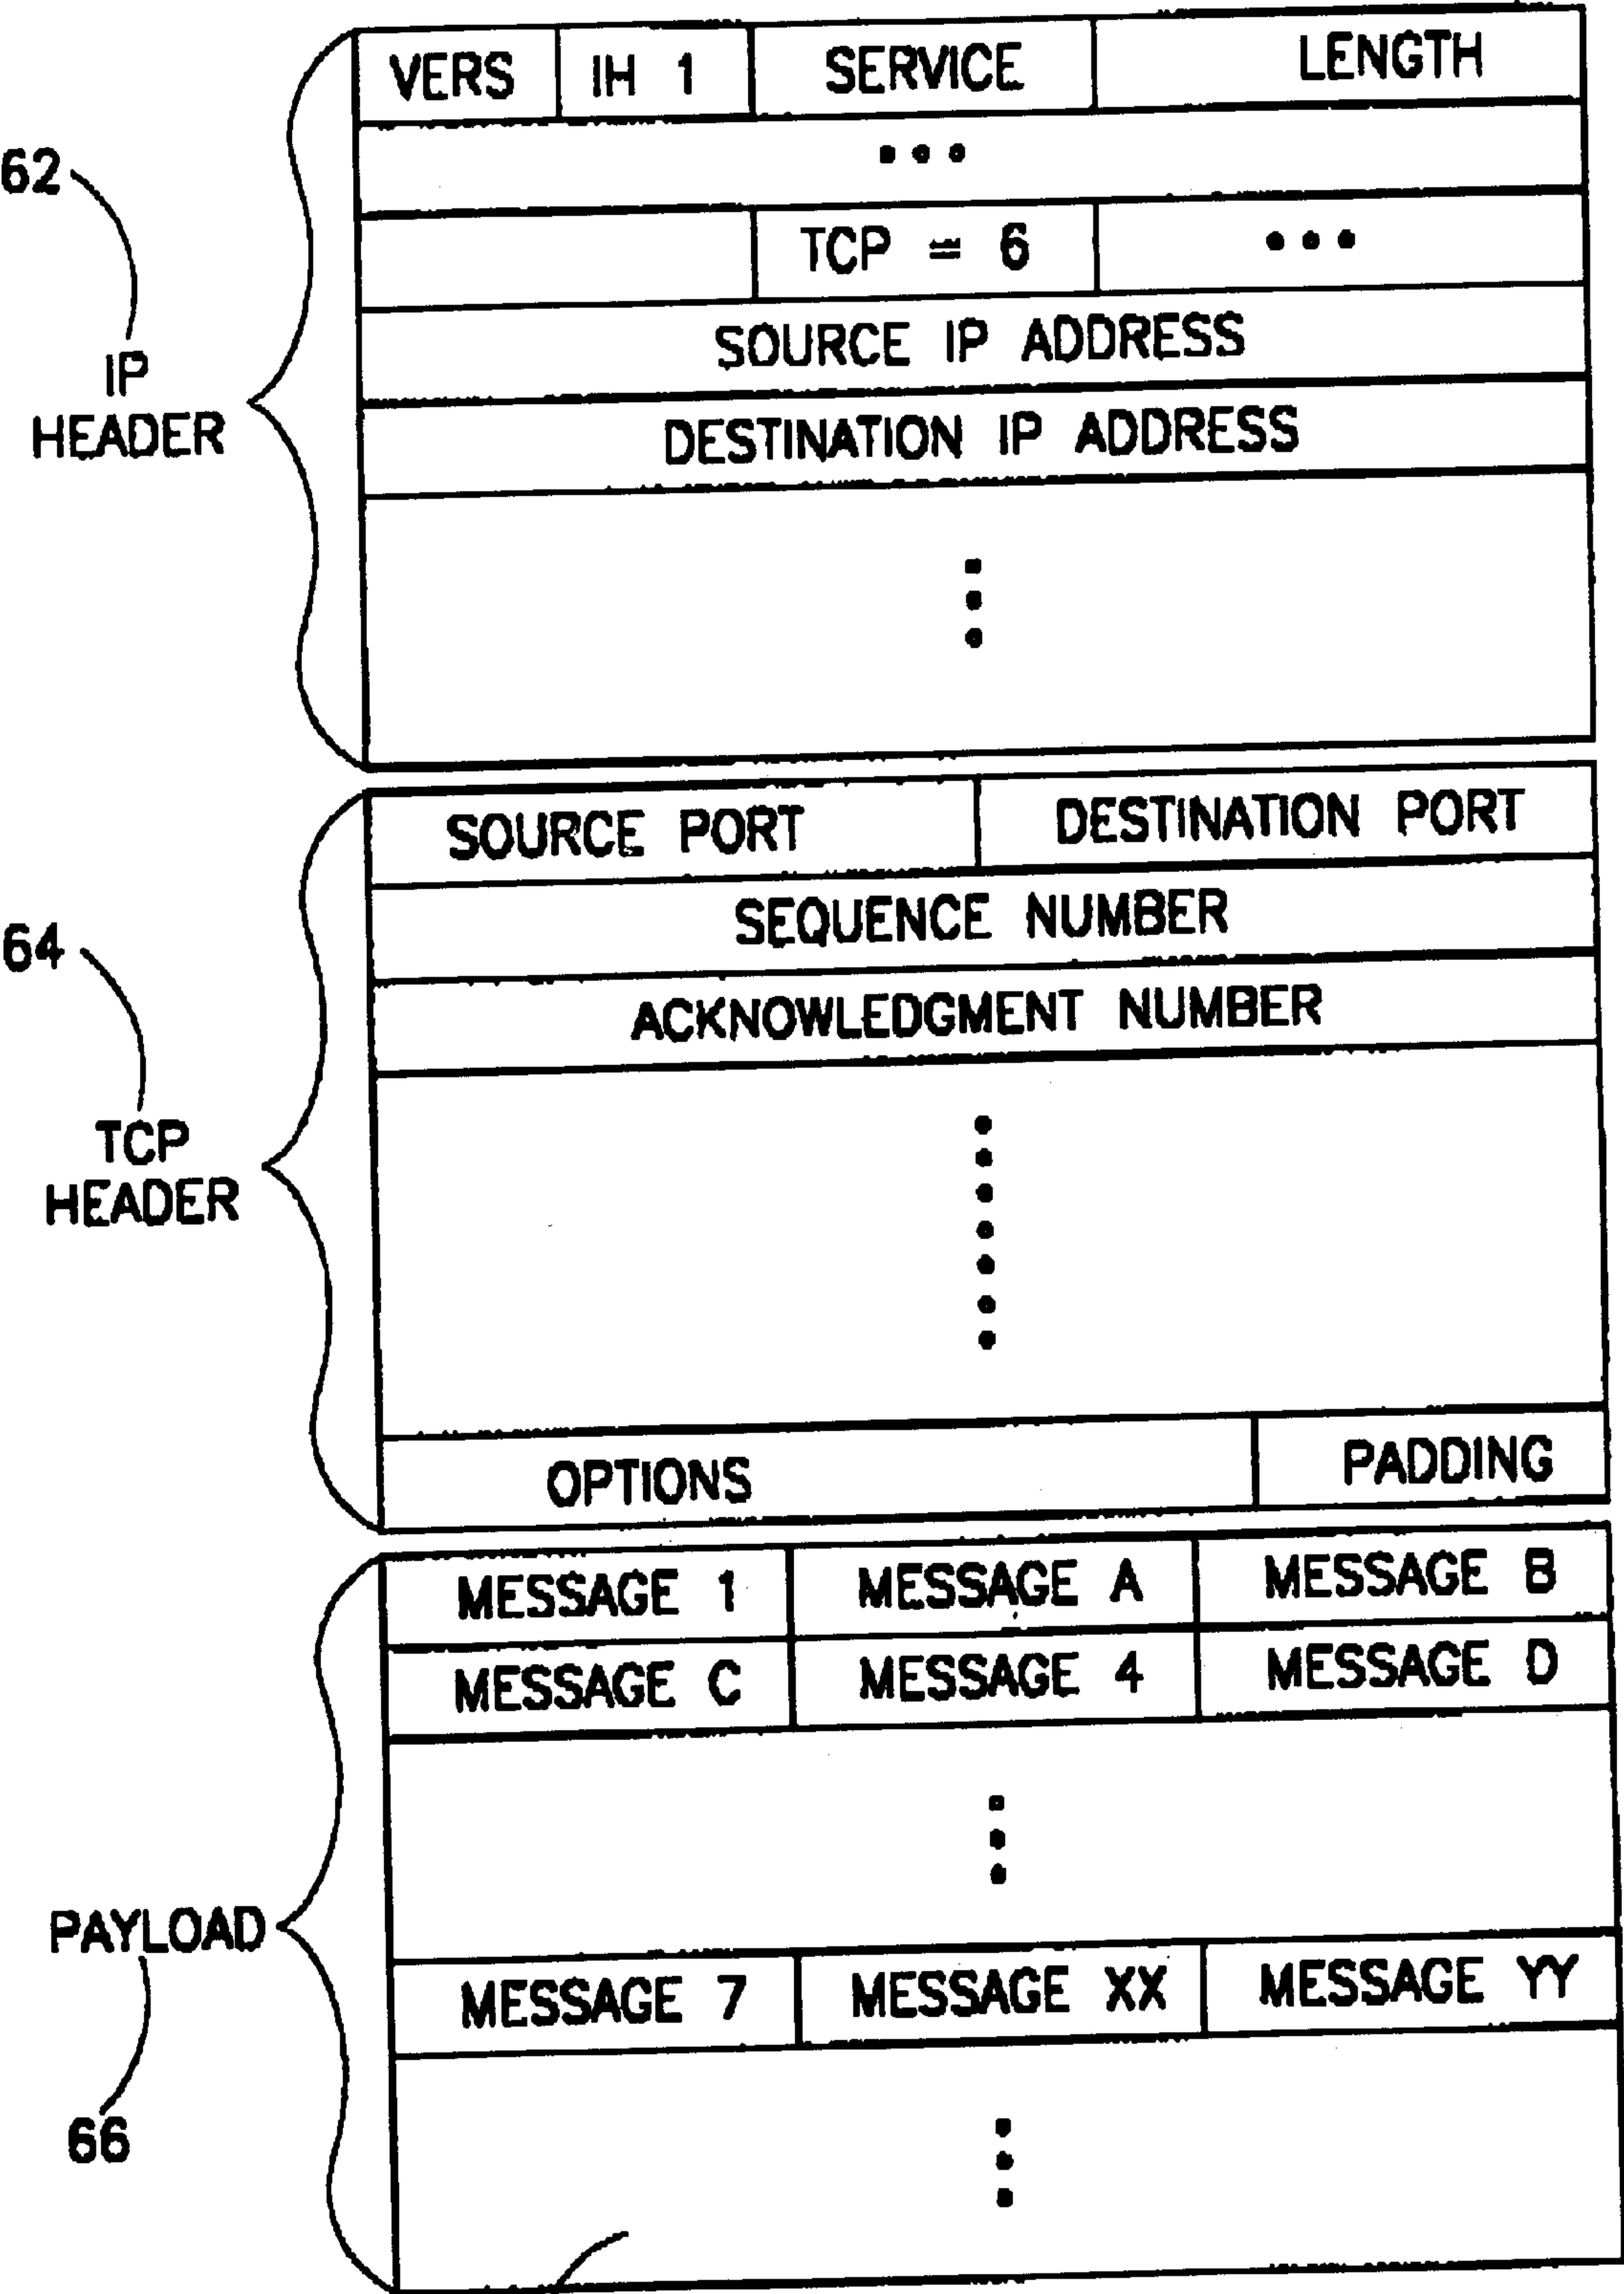 VERS IH 1 SERVICE LENGTH
•••
62
TCP = 6 •••
SOURCE IP ADDRESS
IP
HEADER
DESTINATION IP ADDRESS
SOURCE PORT DESTINATION PORT
SEQUENCE NUMBER
64
ACKNOWLEDGMENT NUMBER
TCP
HEADER
OPTIONS PADDING
MESSAGE 1 MESSAGE A MESSAGE B
MESSAGE C MESSAGE 4 MESSAGE D
PAYLOAD
MESSAGE 7 MESSAGE XX MESSAGE YY
66